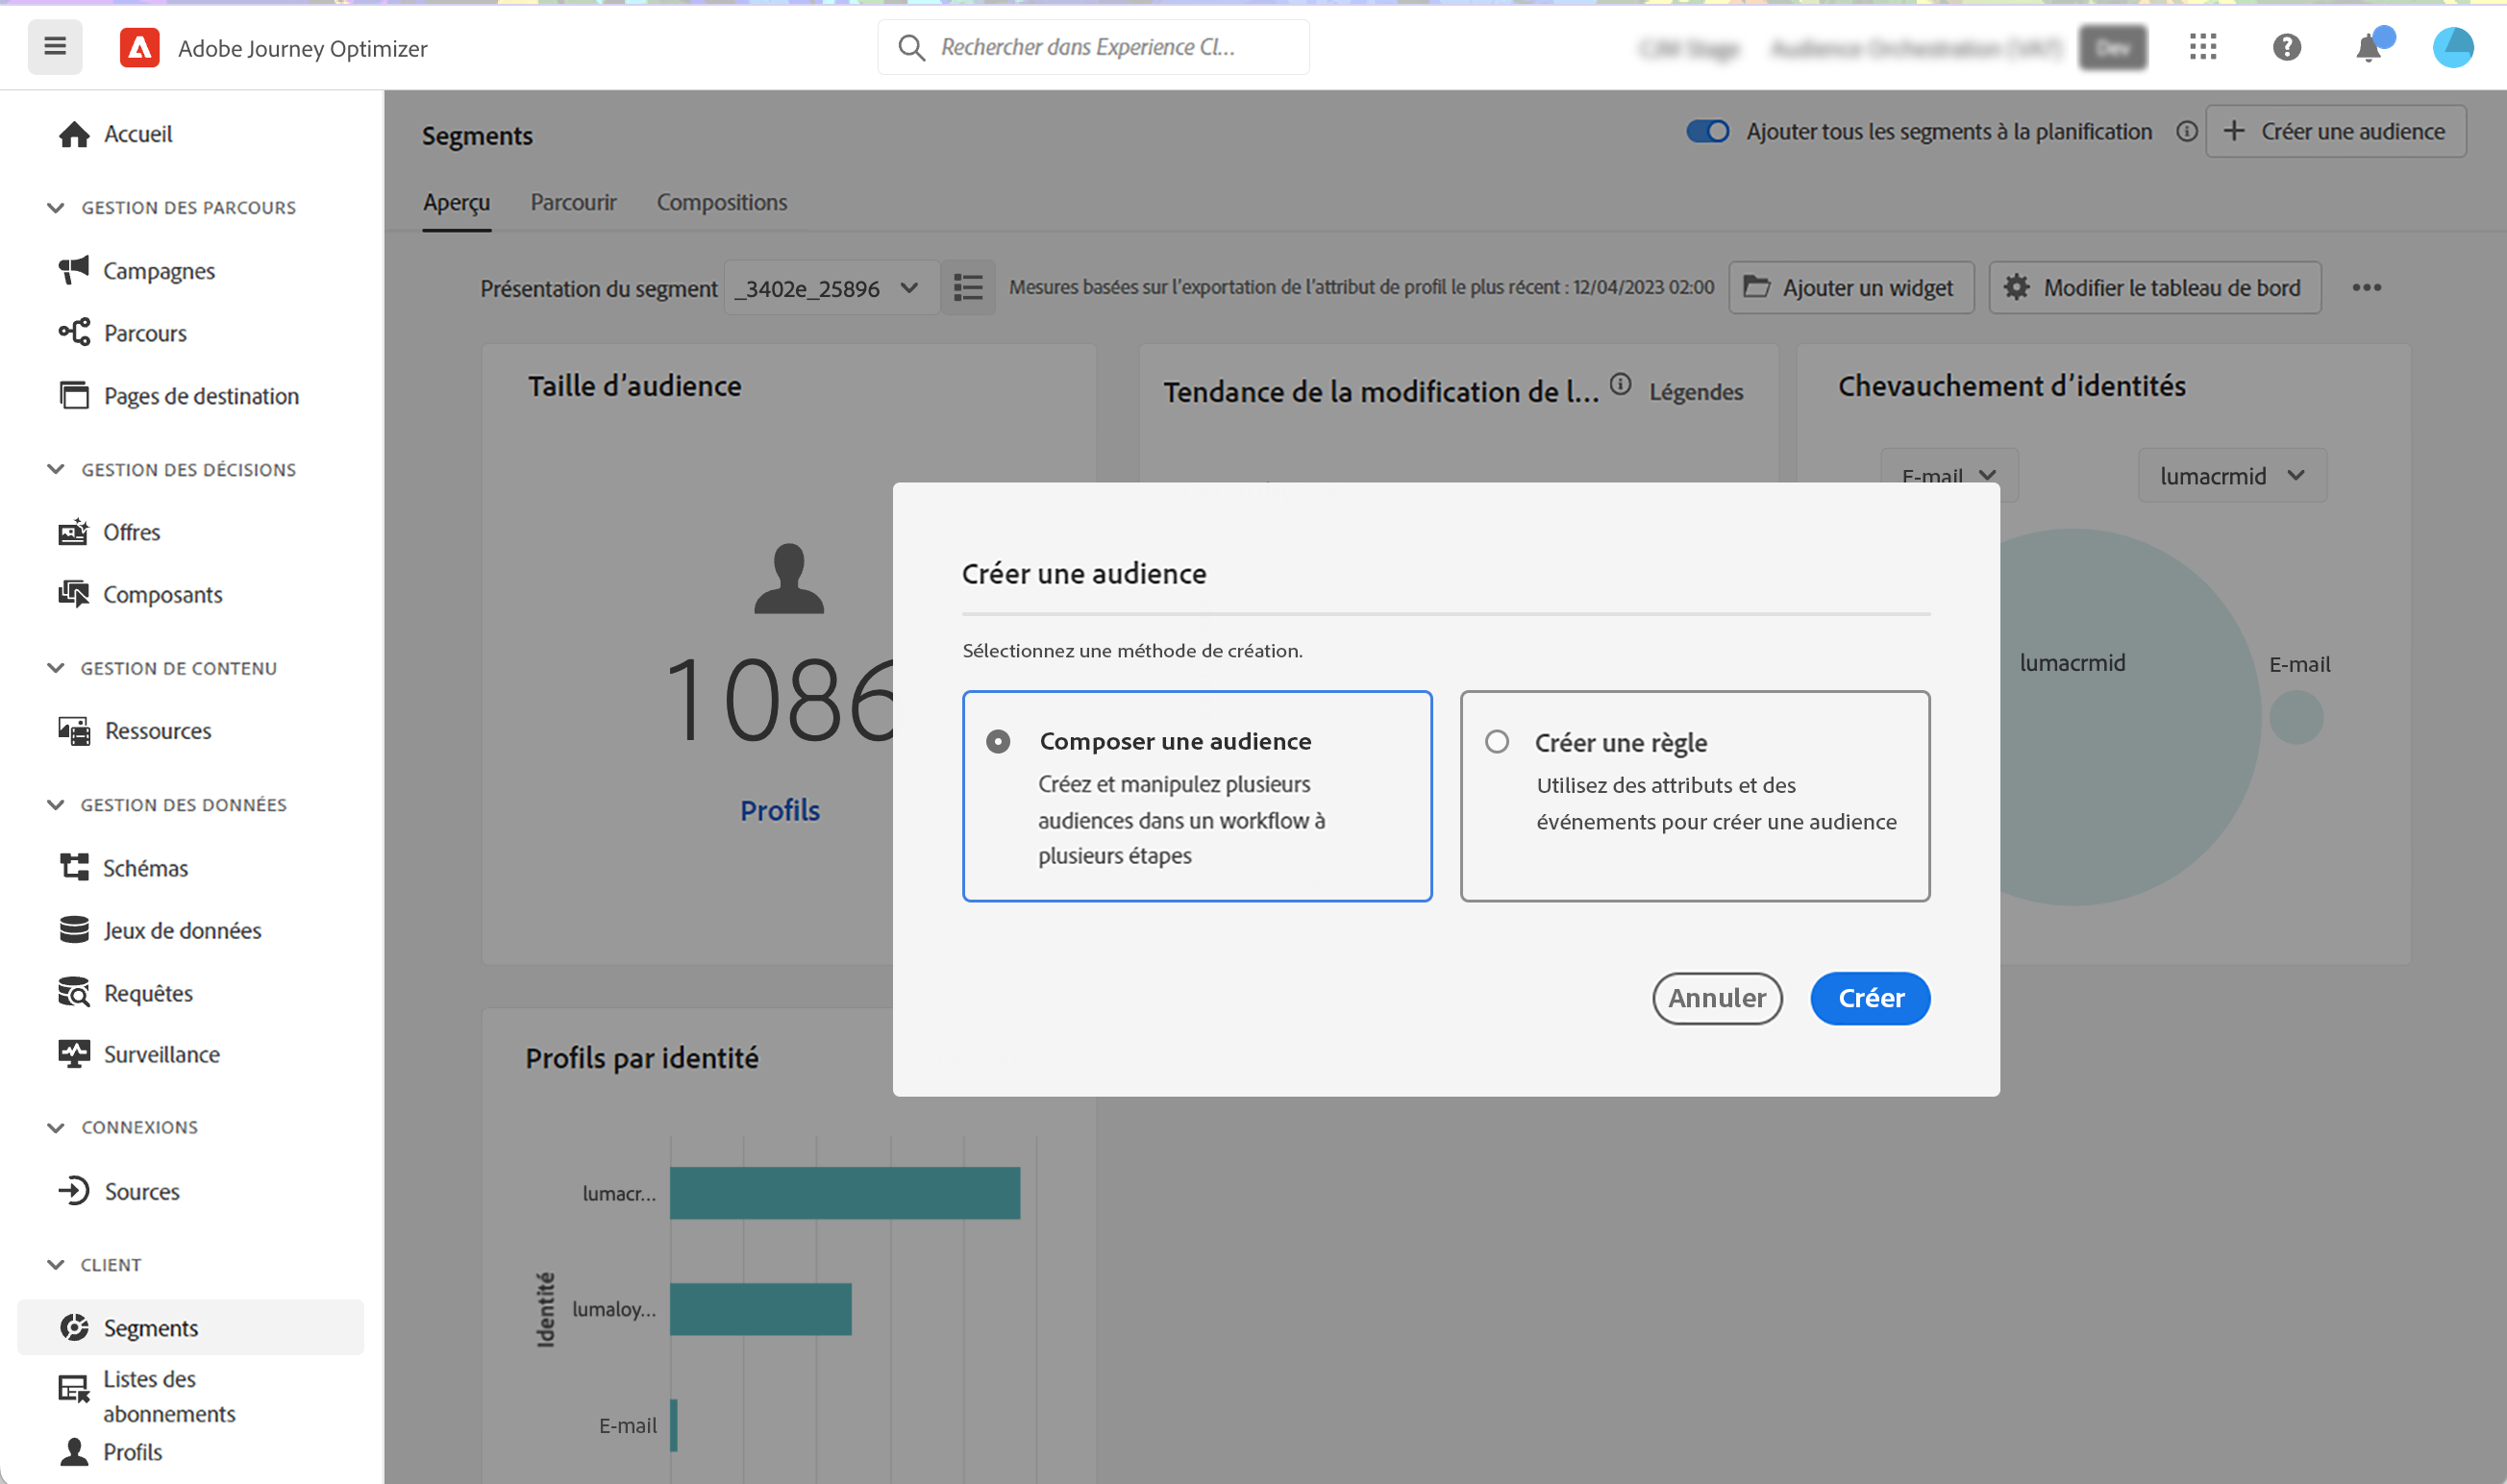 Adobe Journey Optimizer
Rechercher dans Experience Cl...
Accueil
GESTION DES PARCOURS
Campagnes
Parcours
Pages de destination
GESTION DES DÉCISIONS
Offres
Composants
GESTION DE CONTENU
Ressources
GESTION DES DONNÉES
Schémas
Jeux de données
Requêtes
Surveillance
CONNEXIONS
Sources
CLIENT
Segments
Listes des
abonnements
Profils
Segments
Ajouter tous les segments à la planification
Créer une audience
Aperçu Parcourir Compositions
Présentation du segment _3402e_25896 Mesures basées sur l’exportation de l’attribut de profil le plus récent : 12/04/2023 02:00 Ajouter un widget Modifier le tableau de bord
Taille d’audience
1086
Profils
Tendance de la modification de l... Légendes
Chevauchement d’identités
E-mail lumacrmid
lumacrmid
E-mail
Créer une audience
Sélectionnez une méthode de création.
Composer une audience
Créez et manipulez plusieurs
audiences dans un workflow à
plusieurs étapes
Créer une règle
Utilisez des attributs et des
événements pour créer une audience
Annuler Créer
Profils par identité
Identité
lumacr...
lumaloy...
E-mail